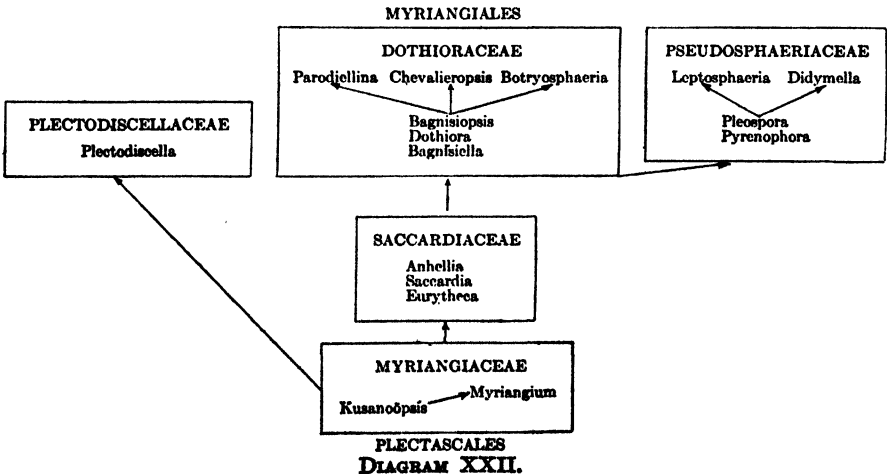 MYRIANGIALES
DOTHIORACEAE
Parodiellina Chevalieropsis Botryosphaeria
Bagnisiopsis
Dothiora
Bagnisiella
PSEUDOSPHAERIACEAE
Leptosphaeria Didymella
Pleospora
Pyrenophora
PLECTODISCELLACEAE
Plectodiscella
SACCARDIACEAE
Anhellia
Saccardia
Eurytheca
MYRIANGIACEAE
Kusanoöpsis Myriangium
PLECTASCALES
DIAGRAM XXII.